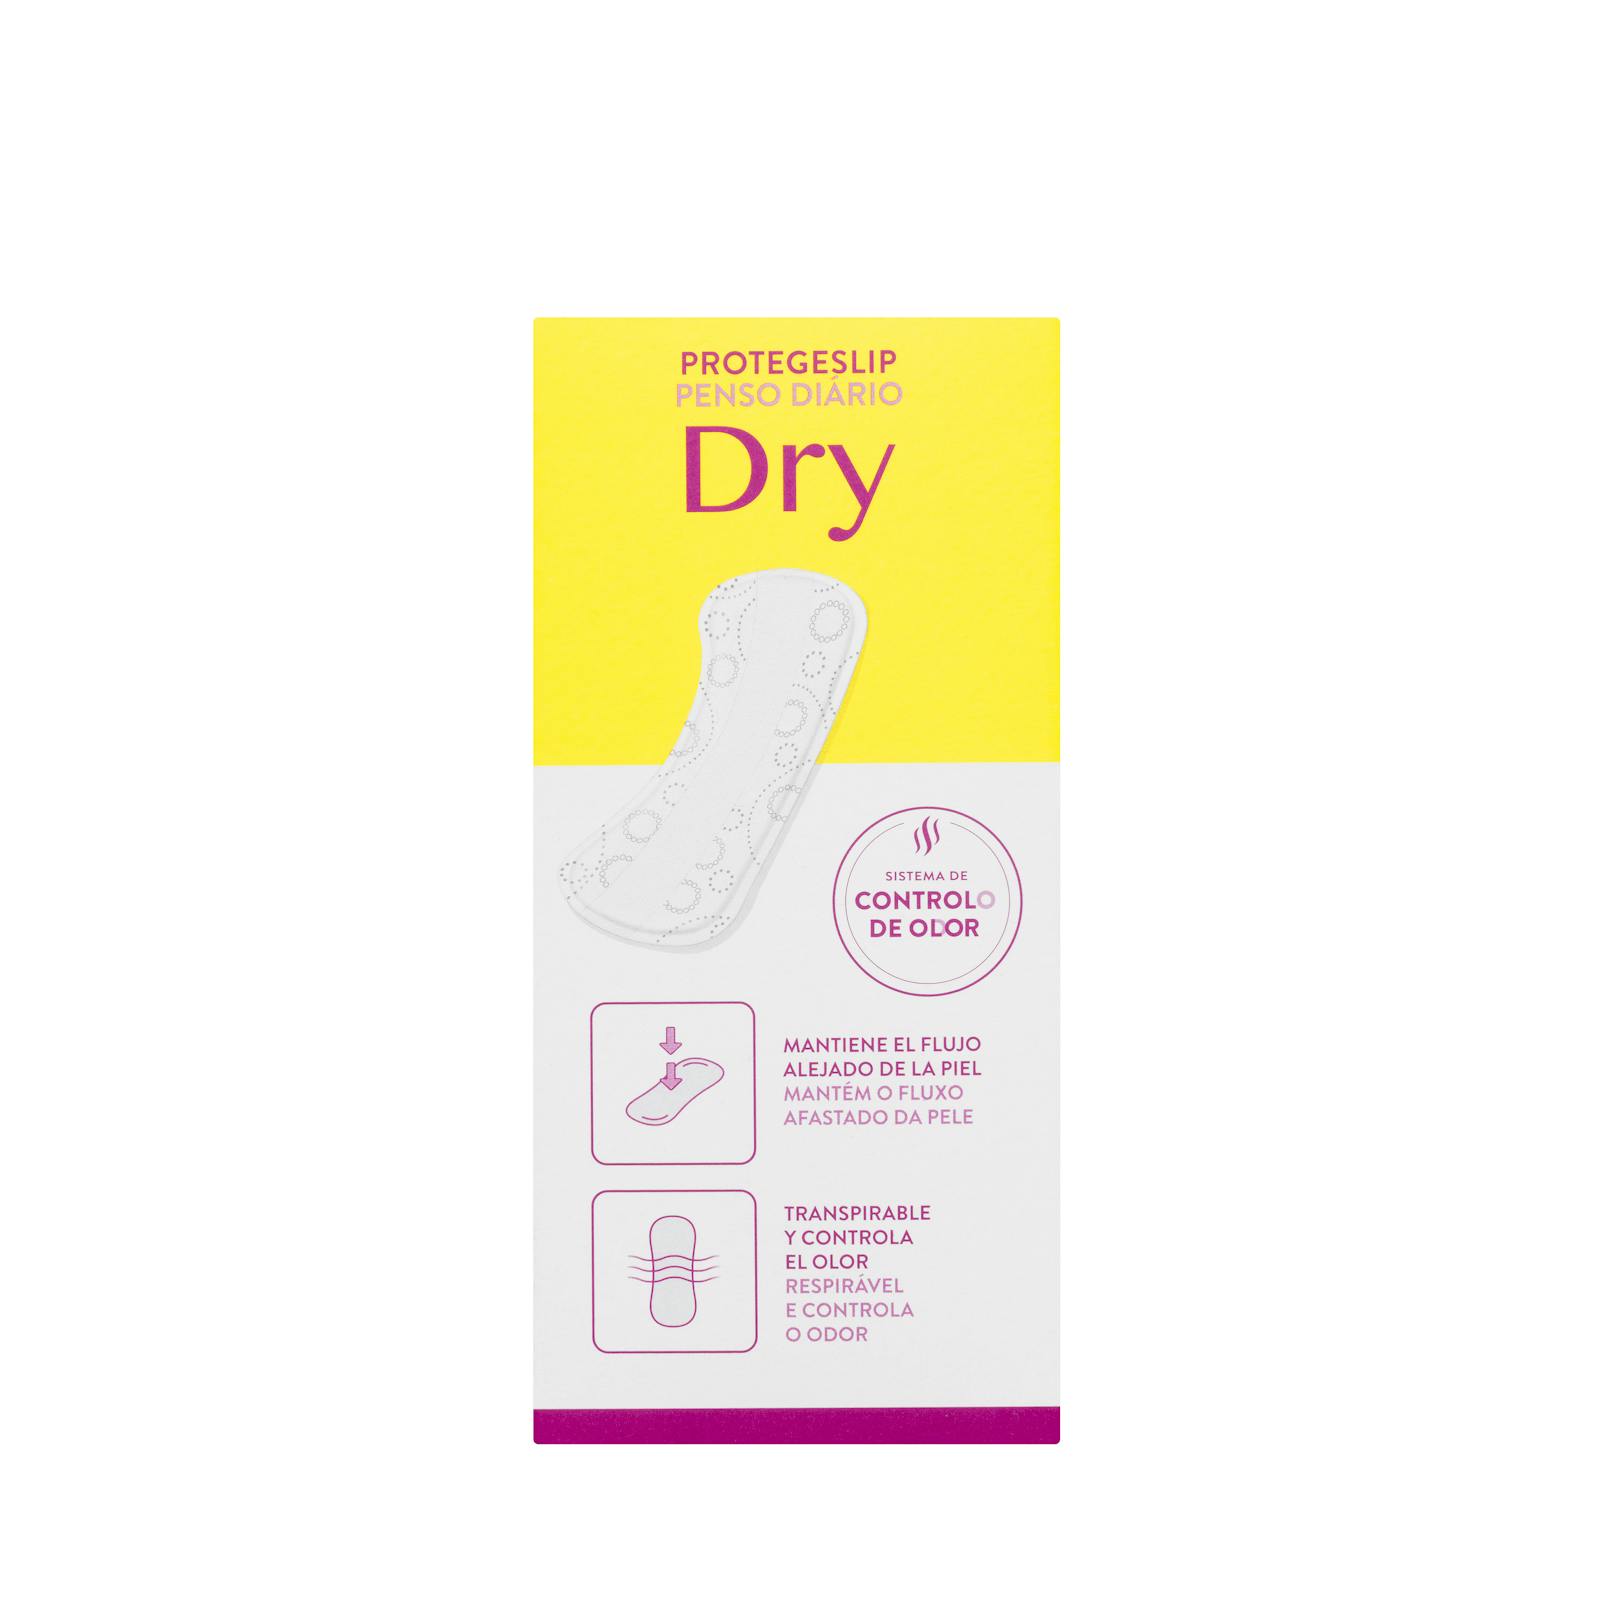 PROTEGESLIP
PENSO DIÁRIO
Dry
SISTEMA DE
CONTROLO
DE OLDOR
MANTIENE EL FLUJO
ALEJADO DE LA PIEL
MANTÉM O FLUXO
AFASTADO DA PELE
TRANSPIRABLE
Y CONTROLA
EL OLOR
RESPIRÁVEL
E CONTROLA
O ODOR